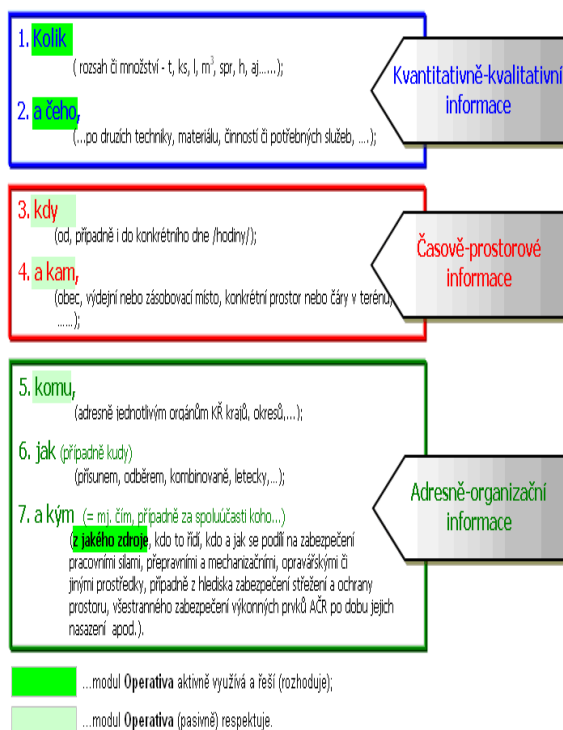 1. Kolik
( rozsah či množství - t, ks, l, m³, spr, h, aj......);
2. a čeho,
(...po druzích techniky, materiálu, činností či potřebných služeb, ....);
Kvantitativně-kvalitativní
informace
3. kdy
(od, případně i do konkrétního dne /hodiny/);
4. a kam,
(obec, výdejní nebo zásobovací místo, konkrétní prostor nebo čáry v terénu,
......);
Časově-prostorové
informace
5. komu,
(adresně jednotlivým orgánům KŘ krajů, okresů,...);
6. jak (případně kudy)
(přísunem, odběrem, kombinovaně, letecky,...);
7. a kým (= mj. čím, případně za spoluúčasti koho...)
(z jakého zdroje, kdo to řídí, kdo a jak se podílí na zabezpečení
pracovními silami, přepravními a mechanizačními, opravářskými či
jinými prostředky, případně z hlediska zabezpečení střežení a ochrany
prostoru, všestranného zabezpečení výkonných prvků AČR po dobu jejich
nasazení apod.).
Adresně-organizační
informace
...modul Operativa aktivně využívá a řeší (rozhoduje);
...modul Operativa (pasivně) respektuje.